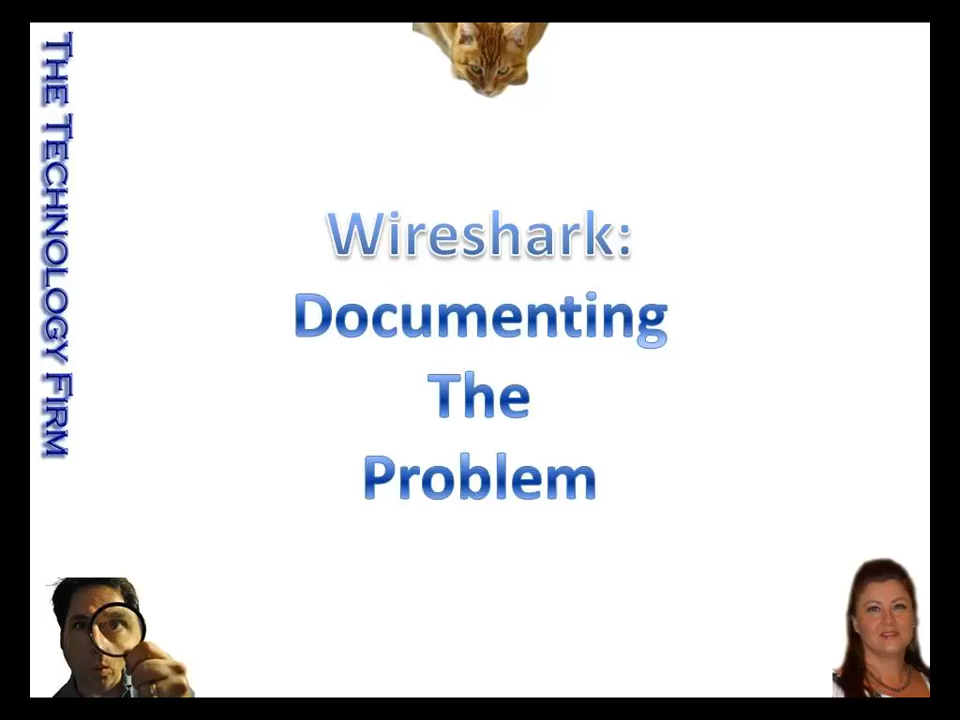 THE TECHNOLOGY FIRM
Wireshark:
Documenting
The
Problem